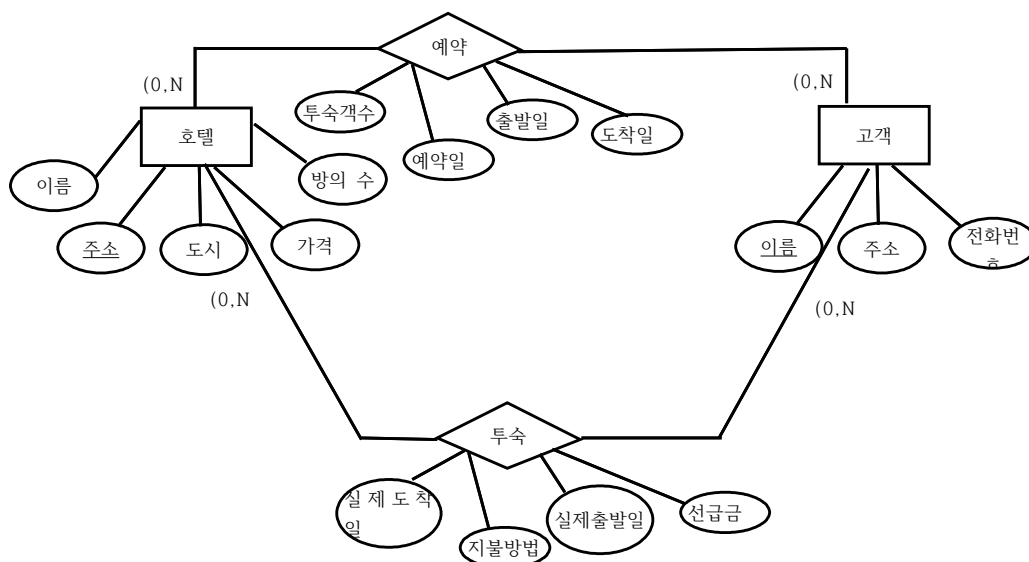 예약
(0,N
(0,N
투숙객수
출발일
도착일
예약일
호텔
고객
이름
방의 수
주소
도시
가격
이름
주소
전화번
호
(0,N
(0,N
투숙
실제도착
일
지불방법
실제출발일
선급금